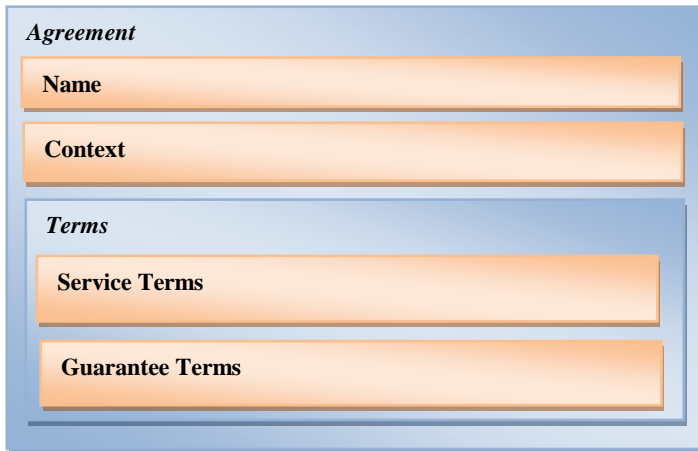 Agreement
Name
Context
Terms
Service Terms
Guarantee Terms